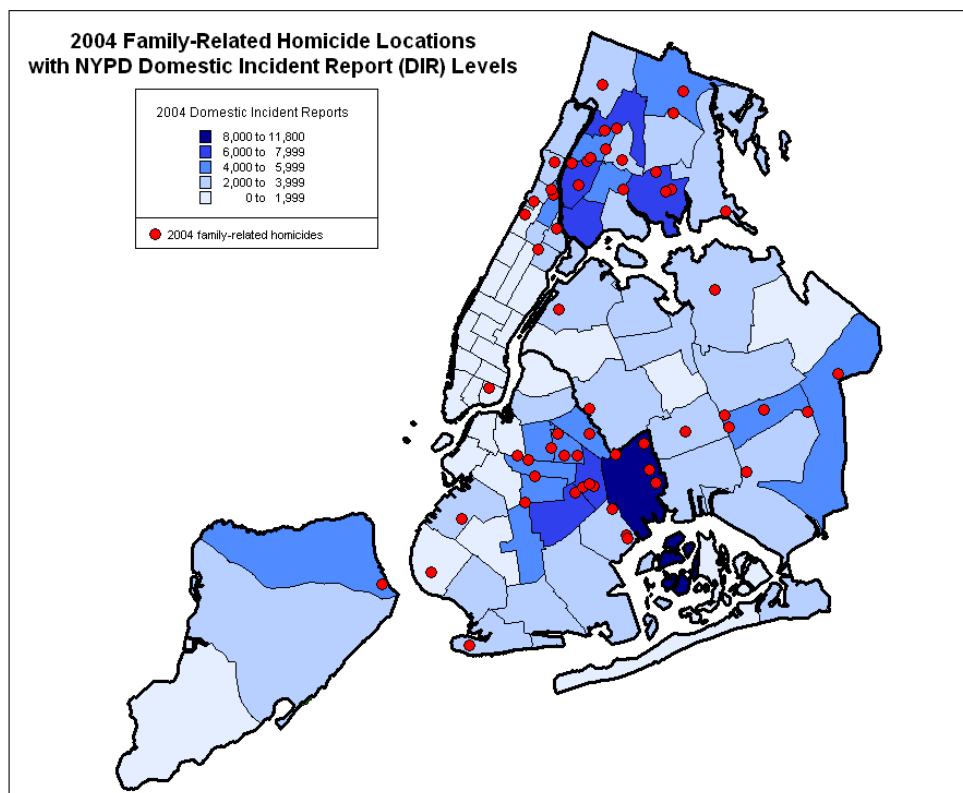 2004 Family-Related Homicide Locations
with NYPD Domestic Incident Report (DIR) Levels
2004 Domestic Incident Reports
8,000 to 11,800
6,000 to 7,999
4,000 to 5,999
2,000 to 3,999
0 to 1,999
2004 family-related homicides